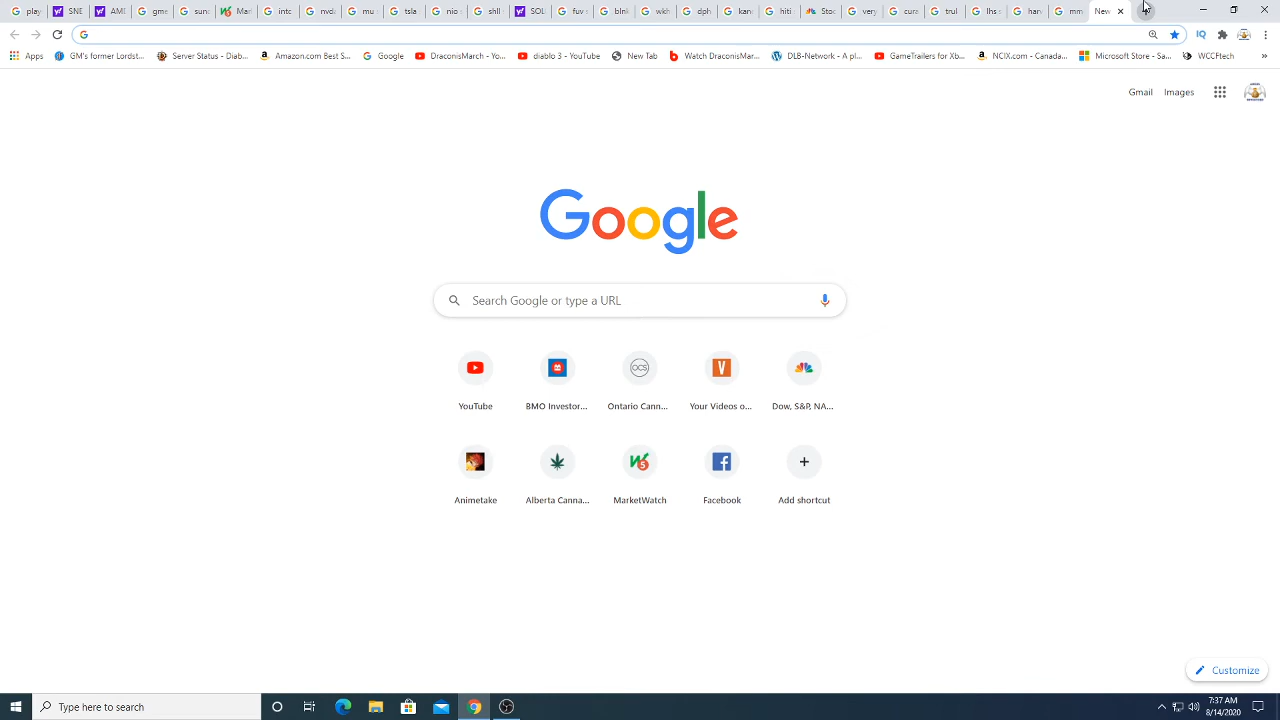 play SNE AME gme sun Mar intc nvda mu tsla nio shll SOL fuv blnk wkh dph kan hiti Stoc very cura trul lhs har mm New
Apps GM's former Lordst... Server Status - Diab... Amazon.com Best S... Google DraconisMarch - Yo... diablo 3 - YouTube New Tab Watch DraconisMar... DLB-Network - A pl... GameTrailers for Xb... NCIX.com - Canada... Microsoft Store - Sa... WCCFtech »
Gmail Images
Google
Search Google or type a URL
YouTube BMO Investor... Ontario Cann... Your Videos o... Dow, S&P, NA...
Animetake Alberta Canna... MarketWatch Facebook Add shortcut
Customize
Type here to search
7:37 AM
8/14/2020